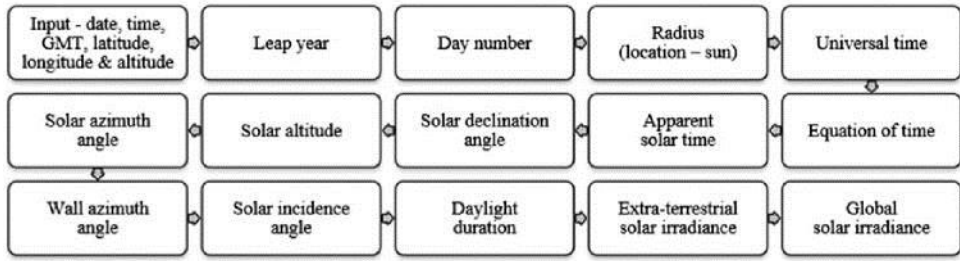 Input - date, time,
GMT, latitude,
longitude & altitude
Leap year
Day number
Radius
(location – sun)
Universal time
Equation of time
Apparent
solar time
Solar declination
angle
Solar altitude
Solar azimuth
angle
Wall azimuth
angle
Solar incidence
angle
Daylight
duration
Extra-terrestrial
solar irradiance
Global
solar irradiance